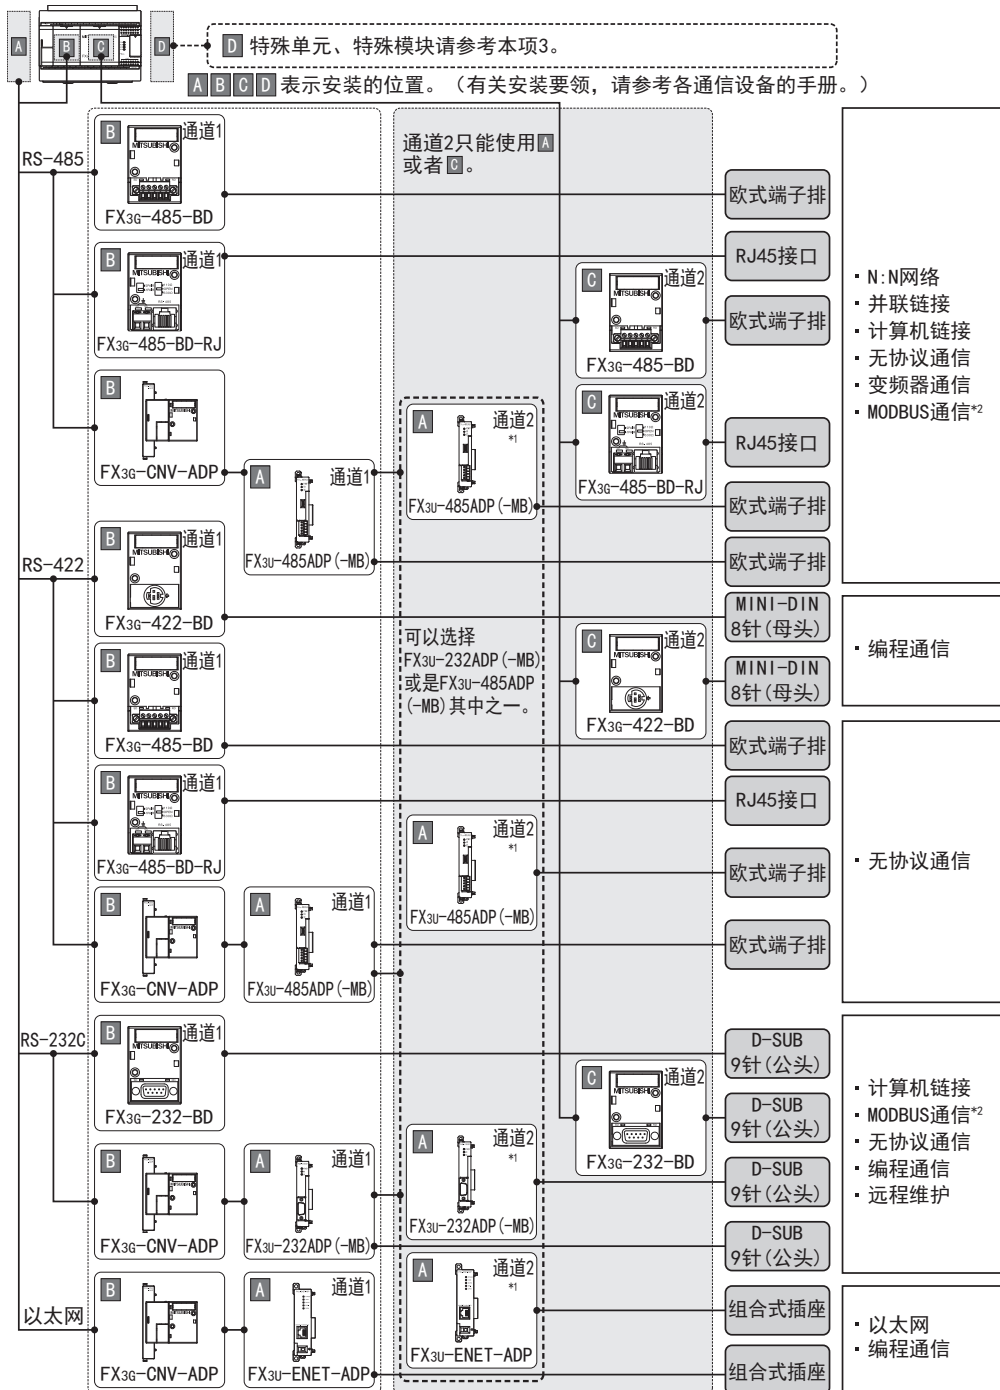 A
B
C
D
D 特殊单元、特殊模块请参考本项3。
A B C D 表示安装的位置。（有关安装要领，请参考各通信设备的手册。）
RS-485
B 通道1
MITSUBISHI
FX3G-485-BD
通道2只能使用A
或者C。
欧式端子排
B 通道1
MITSUBISHI
FX3G-485-BD-RJ
RJ45接口
C 通道2
MITSUBISHI
FX3G-485-BD
欧式端子排
B
FX3G-CNV-ADP
A 通道1
FX3U-485ADP(-MB)
A 通道2
*1
FX3U-485ADP(-MB)
C 通道2
MITSUBISHI
FX3G-485-BD-RJ
RJ45接口
欧式端子排
欧式端子排
· N:N网络
· 并联链接
· 计算机链接
· 无协议通信
· 变频器通信
· MODBUS通信*2
RS-422
B 通道1
MITSUBISHI
FX3G-422-BD
MINI-DIN
8针(母头)
可以选择
FX3U-232ADP(-MB)
或是FX3U-485ADP
(-MB)其中之一。
C 通道2
MITSUBISHI
FX3G-422-BD
MINI-DIN
8针(母头)
· 编程通信
B 通道1
MITSUBISHI
FX3G-485-BD
欧式端子排
B 通道1
MITSUBISHI
FX3G-485-BD-RJ
RJ45接口
A 通道2
*1
FX3U-485ADP(-MB)
欧式端子排
B
FX3G-CNV-ADP
A 通道1
FX3U-485ADP(-MB)
欧式端子排
· 无协议通信
RS-232C
B 通道1
MITSUBISHI
FX3G-232-BD
D-SUB
9针(公头)
C 通道2
MITSUBISHI
FX3G-232-BD
D-SUB
9针(公头)
B
FX3G-CNV-ADP
A 通道1
FX3U-232ADP(-MB)
A 通道2
*1
FX3U-232ADP(-MB)
D-SUB
9针(公头)
D-SUB
9针(公头)
· 计算机链接
· MODBUS通信*2
· 无协议通信
· 编程通信
· 远程维护
以太网
B
FX3G-CNV-ADP
A 通道1
FX3U-ENET-ADP
A 通道2
*1
FX3U-ENET-ADP
组合式插座
组合式插座
· 以太网
· 编程通信